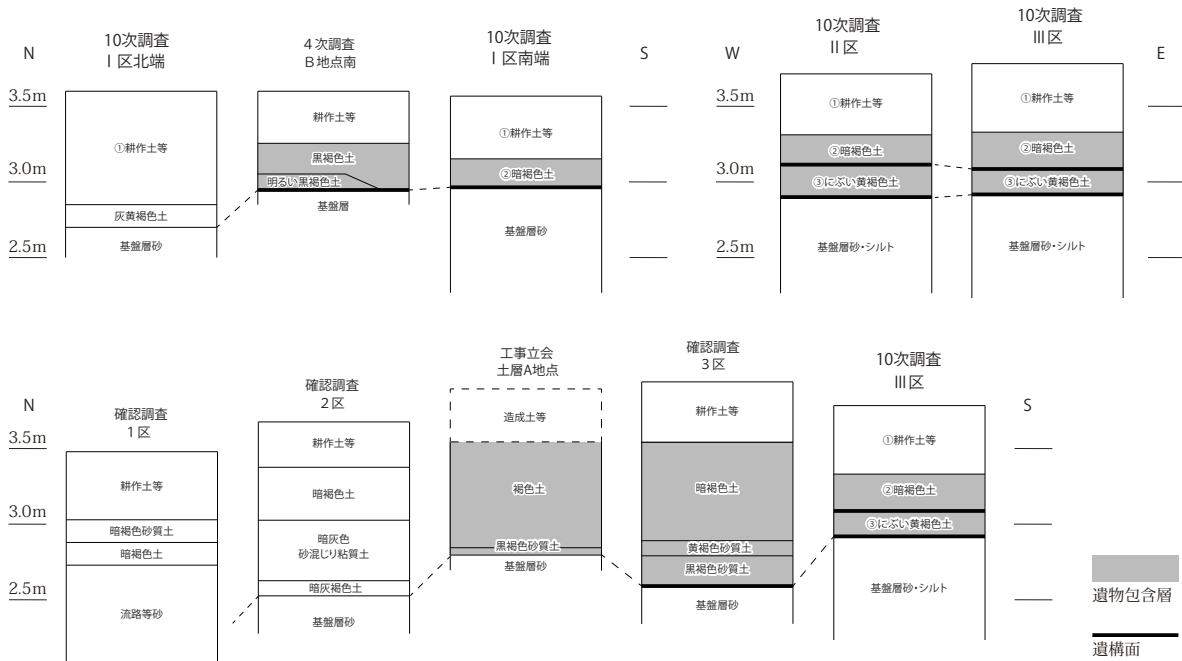 N
10次調査
Ⅰ区北端
4次調査
B地点南
10次調査
Ⅰ区南端
S
3.5m
3.0m
2.5m
①耕作土等
灰黄褐色土
基盤層砂
耕作土等
黒褐色土
明るい黒褐色土
基盤層
①耕作土等
②暗褐色土
基盤層砂
W
10次調査
Ⅱ区
10次調査
Ⅲ区
E
3.5m
3.0m
2.5m
①耕作土等
②暗褐色土
③にぶい黄褐色土
基盤層砂・シルト
①耕作土等
②暗褐色土
③にぶい黄褐色土
基盤層砂・シルト
N
確認調査
1区
確認調査
2区
工事立会
土層A地点
確認調査
3区
10次調査
Ⅲ区
S
3.5m
3.0m
2.5m
耕作土等
暗褐色砂質土
暗褐色土
流路等砂
耕作土等
暗褐色土
暗灰色
砂混じり粘質土
暗灰褐色土
基盤層砂
造成土等
褐色土
黒褐色砂質土
基盤層砂
耕作土等
暗褐色土
黄褐色砂質土
黒褐色砂質土
基盤層砂
①耕作土等
②暗褐色土
③にぶい黄褐色土
基盤層砂・シルト
遺物包含層
遺構面